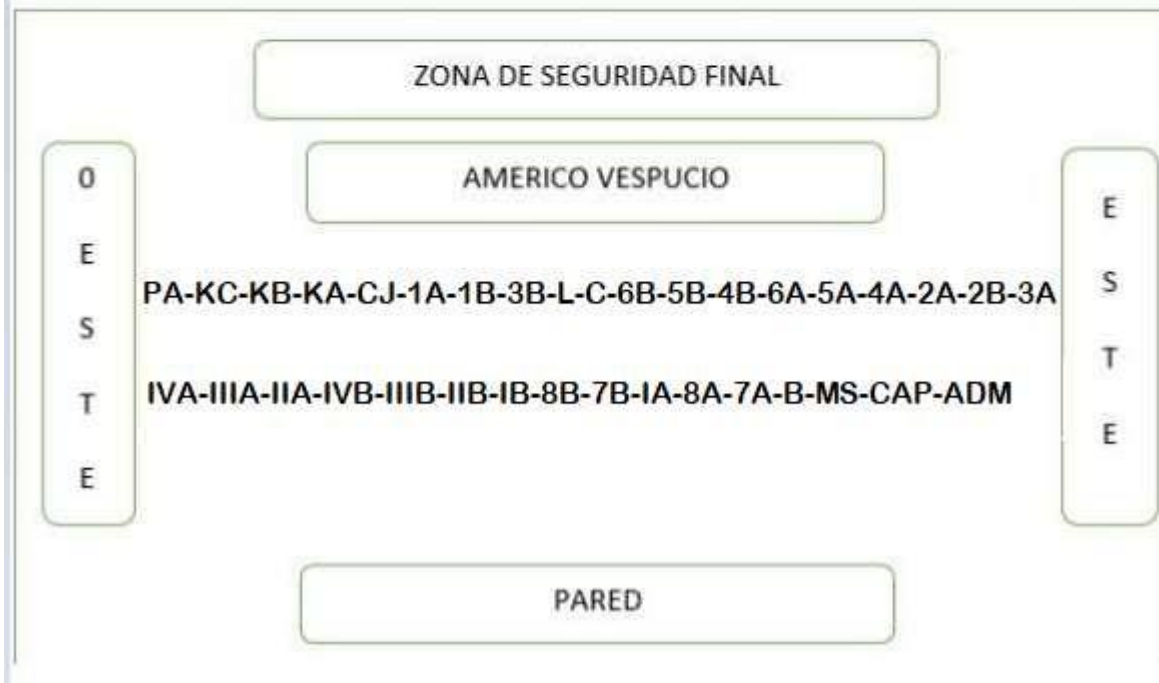 ZONA DE SEGURIDAD FINAL
AMERICO VESPUCIO
0
E
S
T
E
PA-KC-KB-KA-CJ-1A-1B-3B-L-C-6B-5B-4B-6A-5A-4A-2A-2B-3A
IVA-IIIA-IIA-IVB-IIIB-IIB-IB-8B-7B-IA-8A-7A-B-MS-CAP-ADM
E
S
T
E
PARED